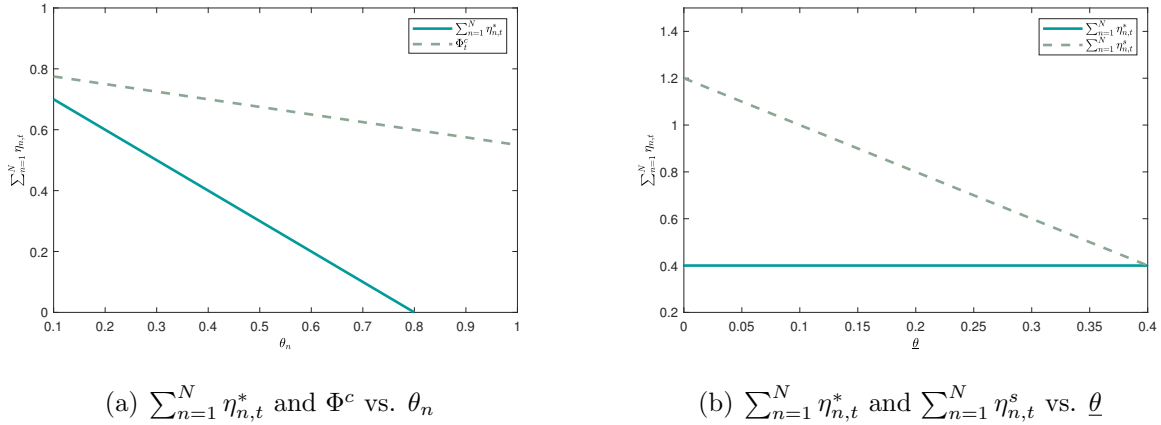 1
0.8
0.6
0.4
0.2
0
∑_{n=1}^{N} η_{n,t}
0.1 0.2 0.3 0.4 0.5 0.6 0.7 0.8 0.9 1
θ_n
∑_{n=1}^{N} η*_{n,t}
Φ_t^c
1.4
1.2
1
0.8
0.6
0.4
0.2
∑_{n=1}^{N} η_{n,t}
0 0.05 0.1 0.15 0.2 0.25 0.3 0.35 0.4
θ̲
∑_{n=1}^{N} η*_{n,t}
∑_{n=1}^{N} η^s_{n,t}
(a) ∑_{n=1}^{N} η*_{n,t} and Φ^c vs. θ_n
(b) ∑_{n=1}^{N} η*_{n,t} and ∑_{n=1}^{N} η^s_{n,t} vs. θ̲